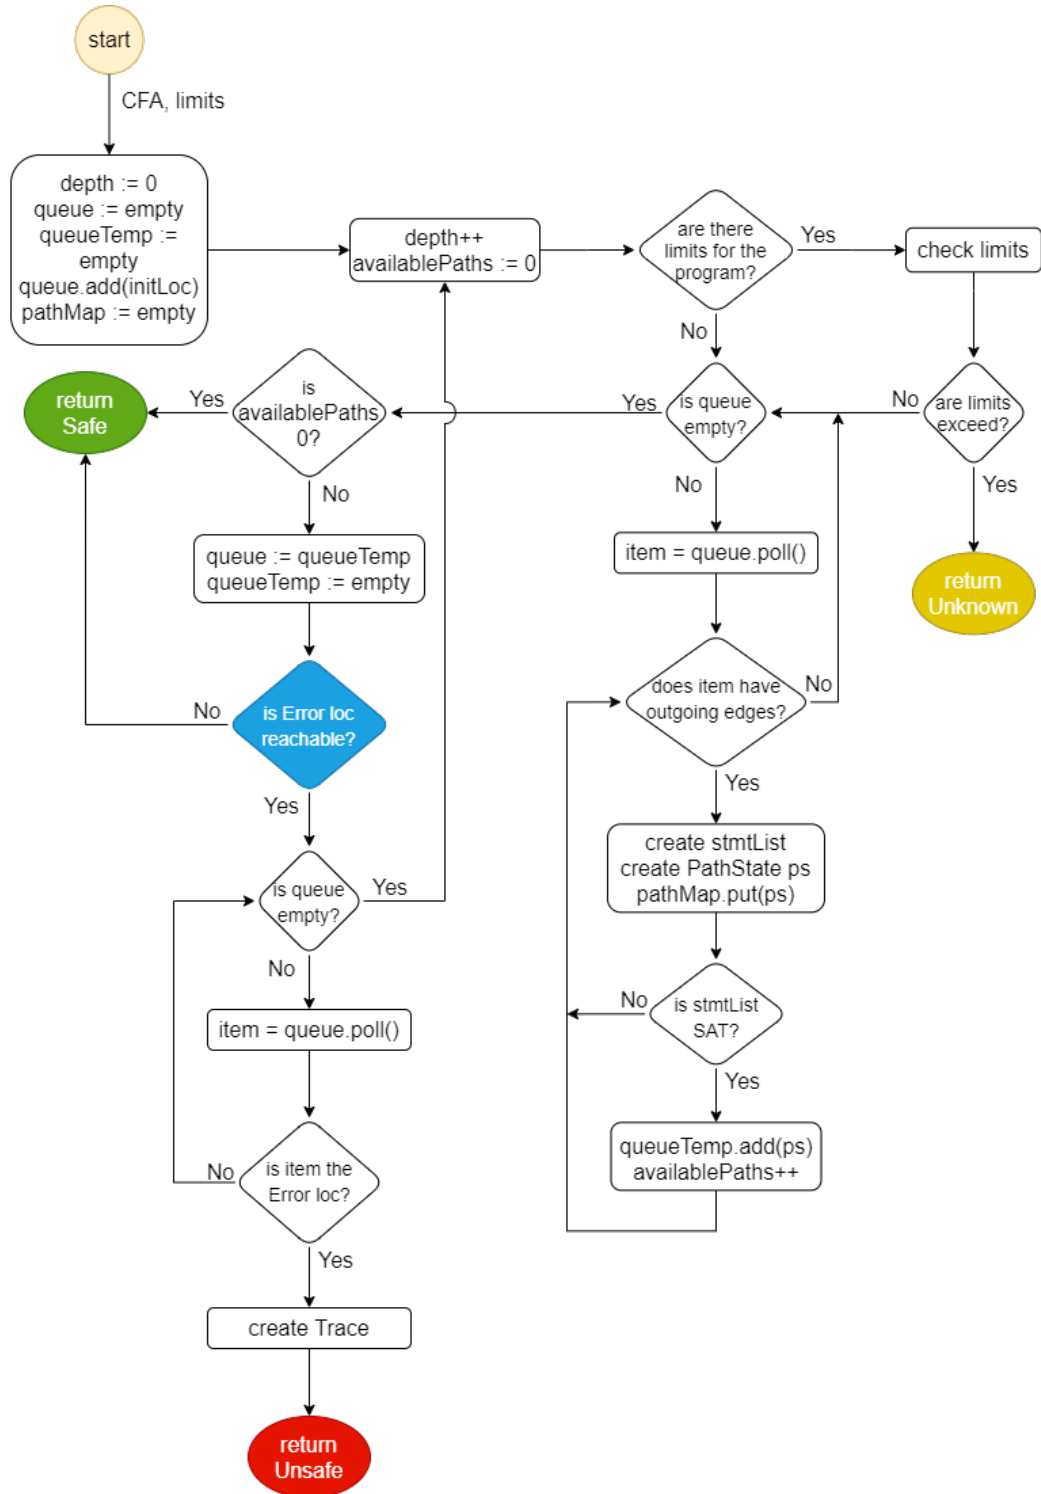 start
CFA, limits
depth := 0
queue := empty
queueTemp :=
empty
queue.add(initLoc)
pathMap := empty
depth++
availablePaths := 0
are there
limits for the
program?
Yes
check limits
No
is
availablePaths
0?
Yes
return
Safe
is queue
empty?
Yes
No
are limits
exceed?
No
Yes
return
Unknown
No
queue := queueTemp
queueTemp := empty
item = queue.poll()
is Error loc
reachable?
No
Yes
does item have
outgoing edges?
No
Yes
create stmtList
create PathState ps
pathMap.put(ps)
is queue
empty?
Yes
No
is stmtList
SAT?
No
Yes
item = queue.poll()
queueTemp.add(ps)
availablePaths++
is item the
Error loc?
No
Yes
create Trace
return
Unsafe